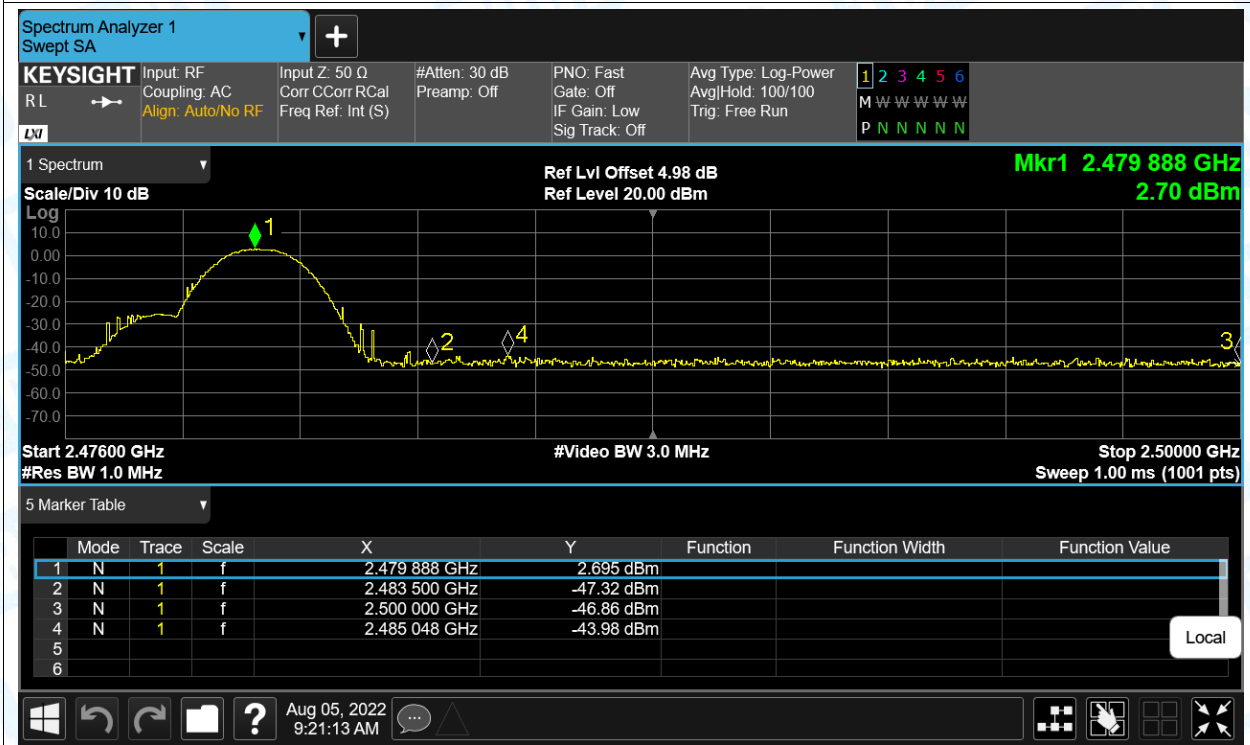 Spectrum Analyzer 1
Swept SA
KEYSIGHT
R L
LXI
Input: RF
Coupling: AC
Align: Auto/No RF
Input Z: 50 Ω
Corr CCorr RCal
Freq Ref: Int (S)
#Atten: 30 dB
Preamp: Off
PNO: Fast
Gate: Off
IF Gain: Low
Sig Track: Off
Avg Type: Log-Power
Avg|Hold: 100/100
Trig: Free Run
1 2 3 4 5 6
M W W W W W
P N N N N N
1 Spectrum
Scale/Div 10 dB
Ref Lvl Offset 4.98 dB
Ref Level 20.00 dBm
Mkr1 2.479 888 GHz
2.70 dBm
Log
10.0
0.00
-10.0
-20.0
-30.0
-40.0
-50.0
-60.0
-70.0
1
2
4
3
Start 2.47600 GHz
#Video BW 3.0 MHz
Stop 2.50000 GHz
#Res BW 1.0 MHz
Sweep 1.00 ms (1001 pts)
5 Marker Table
Mode Trace Scale X Y Function Function Width Function Value
1 N 1 f 2.479 888 GHz 2.695 dBm
2 N 1 f 2.483 500 GHz -47.32 dBm
3 N 1 f 2.500 000 GHz -46.86 dBm
4 N 1 f 2.485 048 GHz -43.98 dBm
5
6
Local
?
Aug 05, 2022
9:21:13 AM